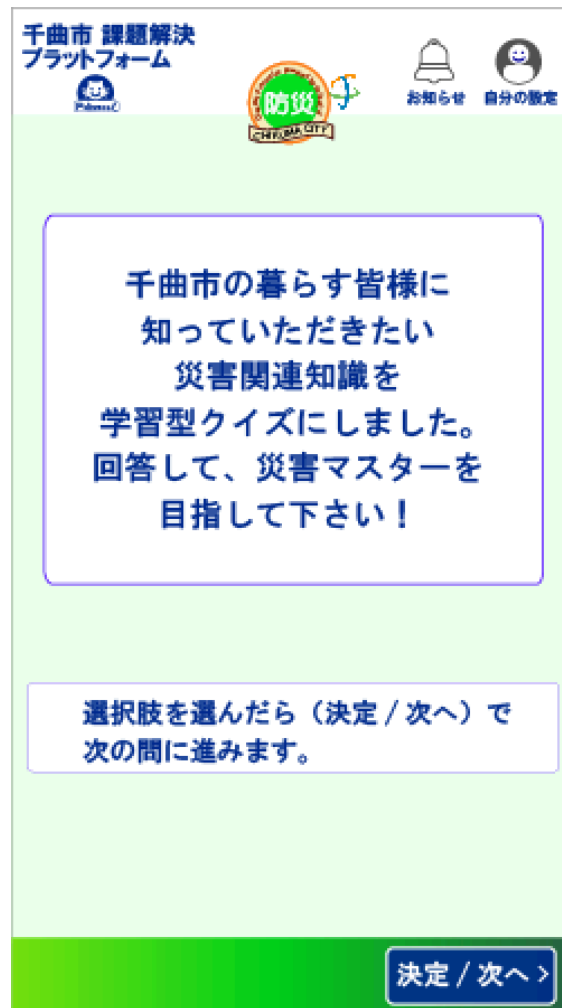 千曲市 課題解決
プラットフォーム
お知らせ
自分の設定
防災
CHIKUMA CITY
千曲市の暮らす皆様に
知っていただきたい
災害関連知識を
学習型クイズにしました。
回答して、災害マスターを
目指して下さい！
選択肢を選んだら（決定/次へ）で
次の問に進みます。
決定/次へ>